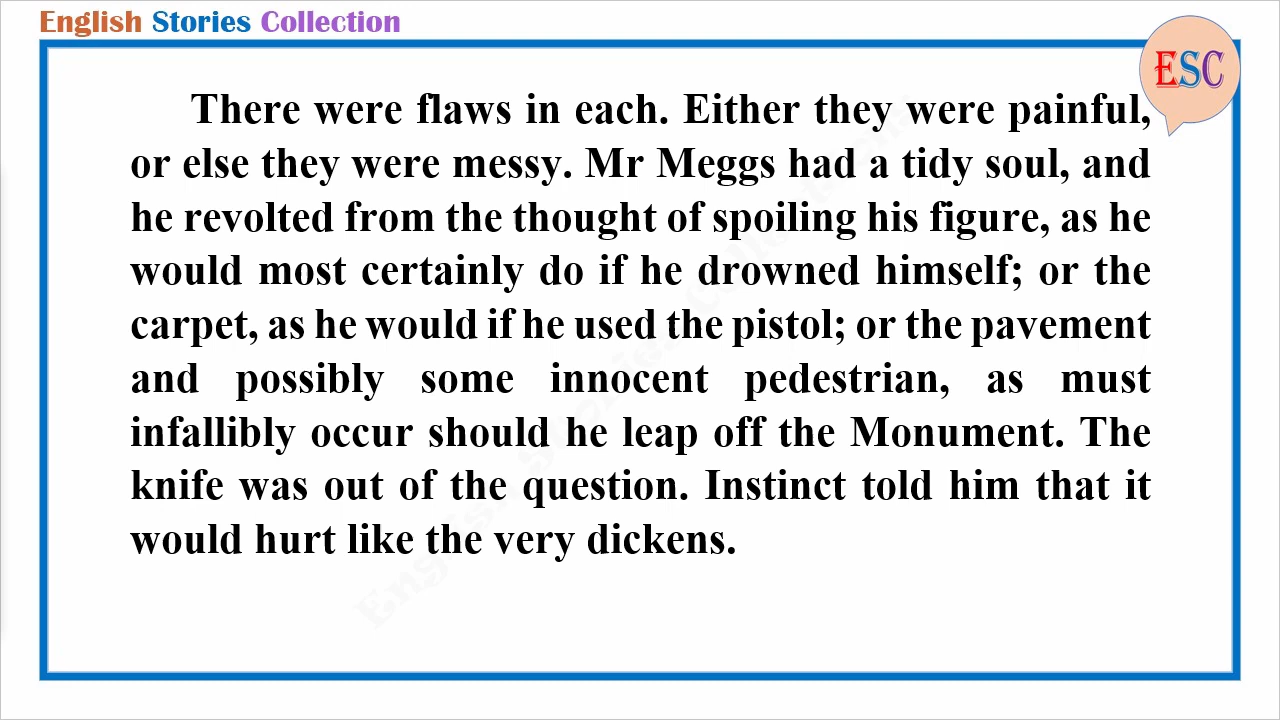 English Stories Collection
ESC
There were flaws in each. Either they were painful,
or else they were messy. Mr Meggs had a tidy soul, and
he revolted from the thought of spoiling his figure, as he
would most certainly do if he drowned himself; or the
carpet, as he would if he used the pistol; or the pavement
and possibly some innocent pedestrian, as must
infallibly occur should he leap off the Monument. The
knife was out of the question. Instinct told him that it
would hurt like the very dickens.